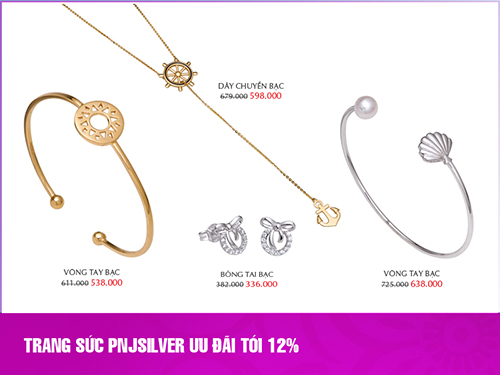 DÂY CHUYỀN BẠC
679.000 598.000
VÒNG TAY BẠC
611.000 538.000
BÔNG TAI BẠC
382.000 336.000
VÒNG TAY BẠC
725.000 638.000
TRANG SỨC PNJSILVER ƯU ĐÃI TỚI 12%